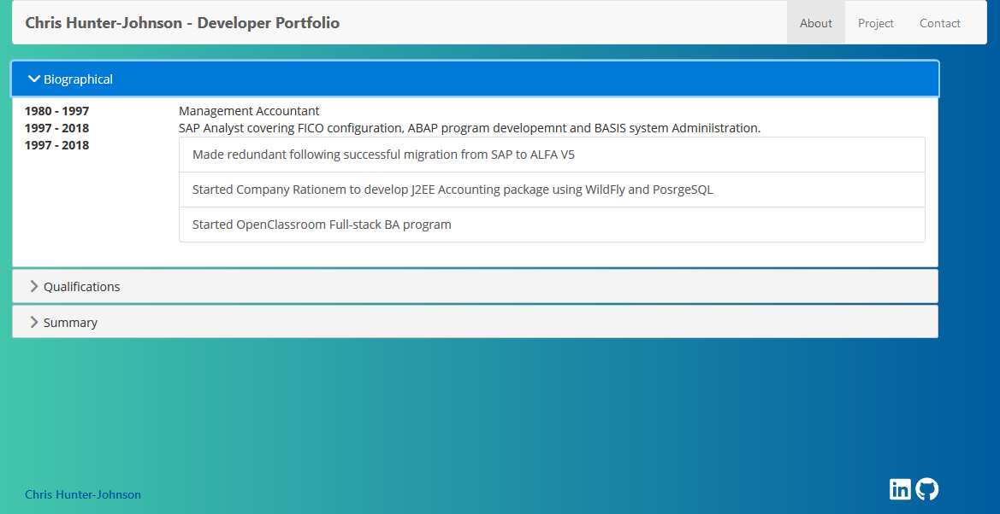 Chris Hunter-Johnson - Developer Portfolio
About
Project
Contact
Biographical
1980 - 1997 Management Accountant
1997 - 2018 SAP Analyst covering FICO configuration, ABAP program developemnt and BASIS system Adminiistration.
1997 - 2018
Made redundant following successful migration from SAP to ALFA V5
Started Company Rationem to develop J2EE Accounting package using WildFly and PosrgeSQL
Started OpenClassroom Full-stack BA program
Qualifications
Summary
Chris Hunter-Johnson
in